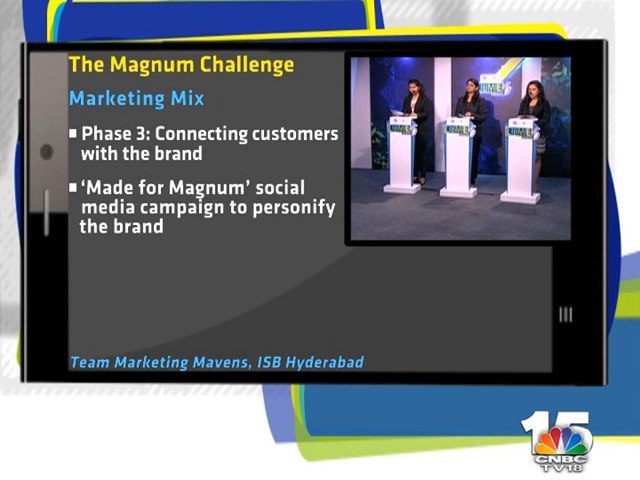 The Magnum Challenge
Marketing Mix
Phase 3: Connecting customers
with the brand
‘Made for Magnum’ social
media campaign to personify
the brand
Team Marketing Mavens, ISB Hyderabad
15
CNBC
TV18